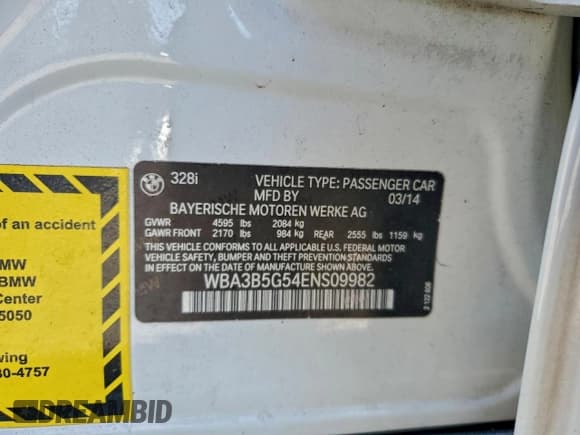 328i
VEHICLE TYPE: PASSENGER CAR
MFD BY 03/14
BAYERISCHE MOTOREN WERKE AG
GVWR 4595 lbs 2084 kg
GAWR FRONT 2170 lbs 984 kg REAR 2555 lbs 1159 kg
THIS VEHICLE CONFORMS TO ALL APPLICABLE U.S. FEDERAL MOTOR
VEHICLE SAFETY, BUMPER AND THEFT PREVENTION STANDARDS
IN EFFECT ON THE DATE OF MANUFACTURE SHOWN ABOVE.
WBA3B5G54ENS09982
of an accident
MW
BMW
Center
5050
wing
80-4757
DREAMBID